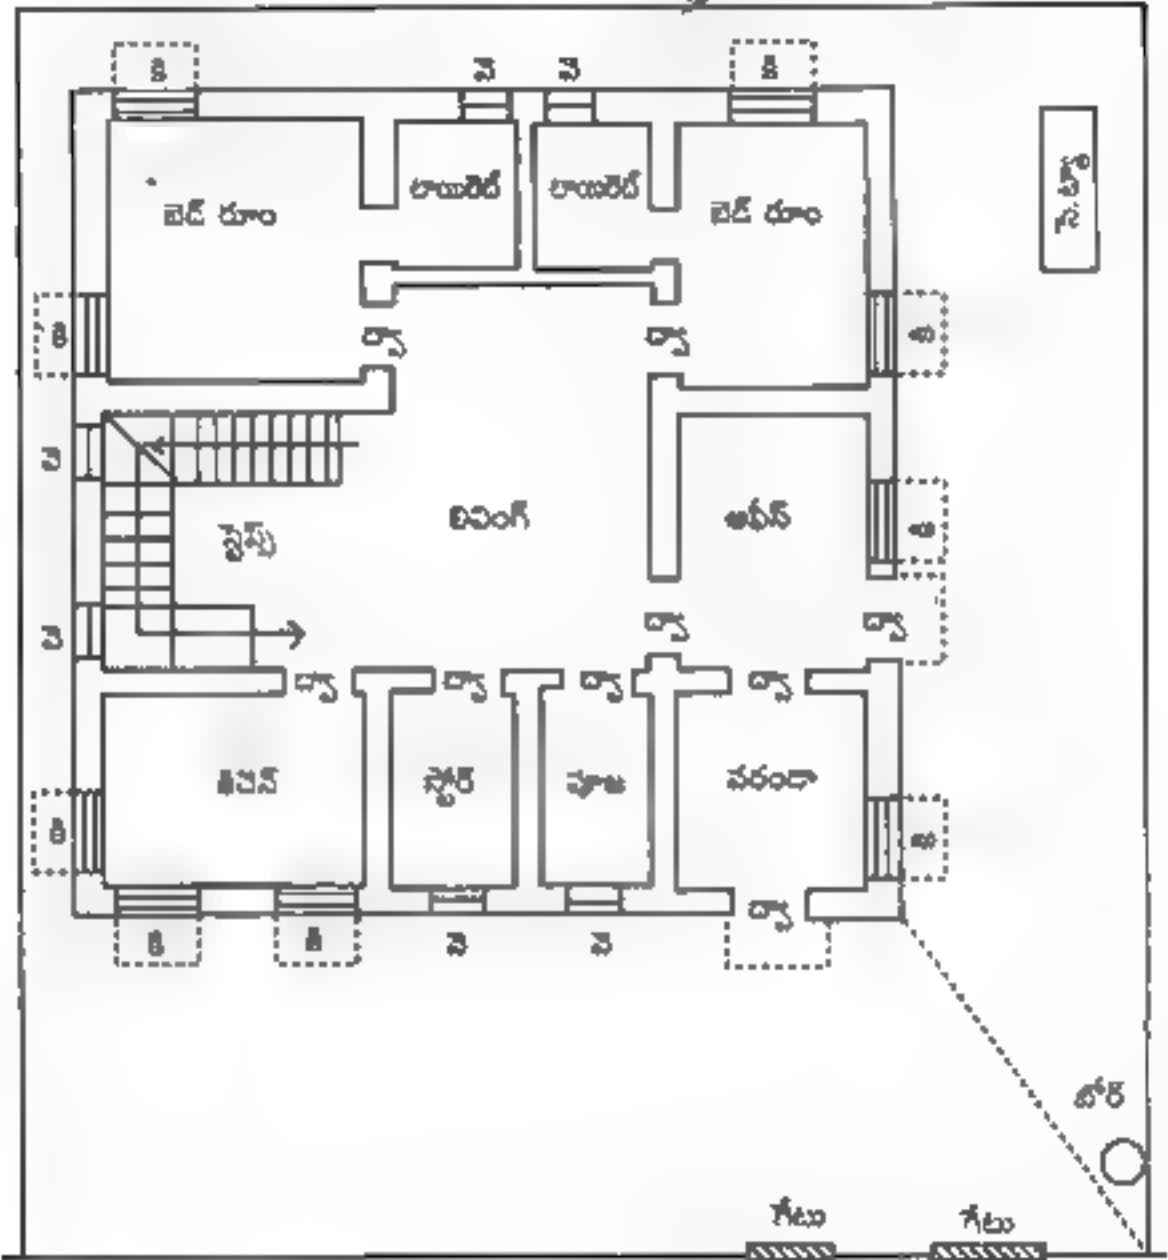 కి
వె
వె
కి
టాయిలెట్
టాయిలెట్
బెడ్ రూం
బెడ్ రూం
సె.ట్యాం
ద్వా
ద్వా
కి
కి
వె
లివింగ్
ఆఫీస్
కి
స్టెప్స్
వె
ద్వా
ద్వా
ద్వా
ద్వా
ద్వా
ద్వా
కిచెన్
స్టోర్
పూజ
వరండా
కి
కి
ద్వా
కి
కి
వె
వె
బోర్
గేటు
గేటు